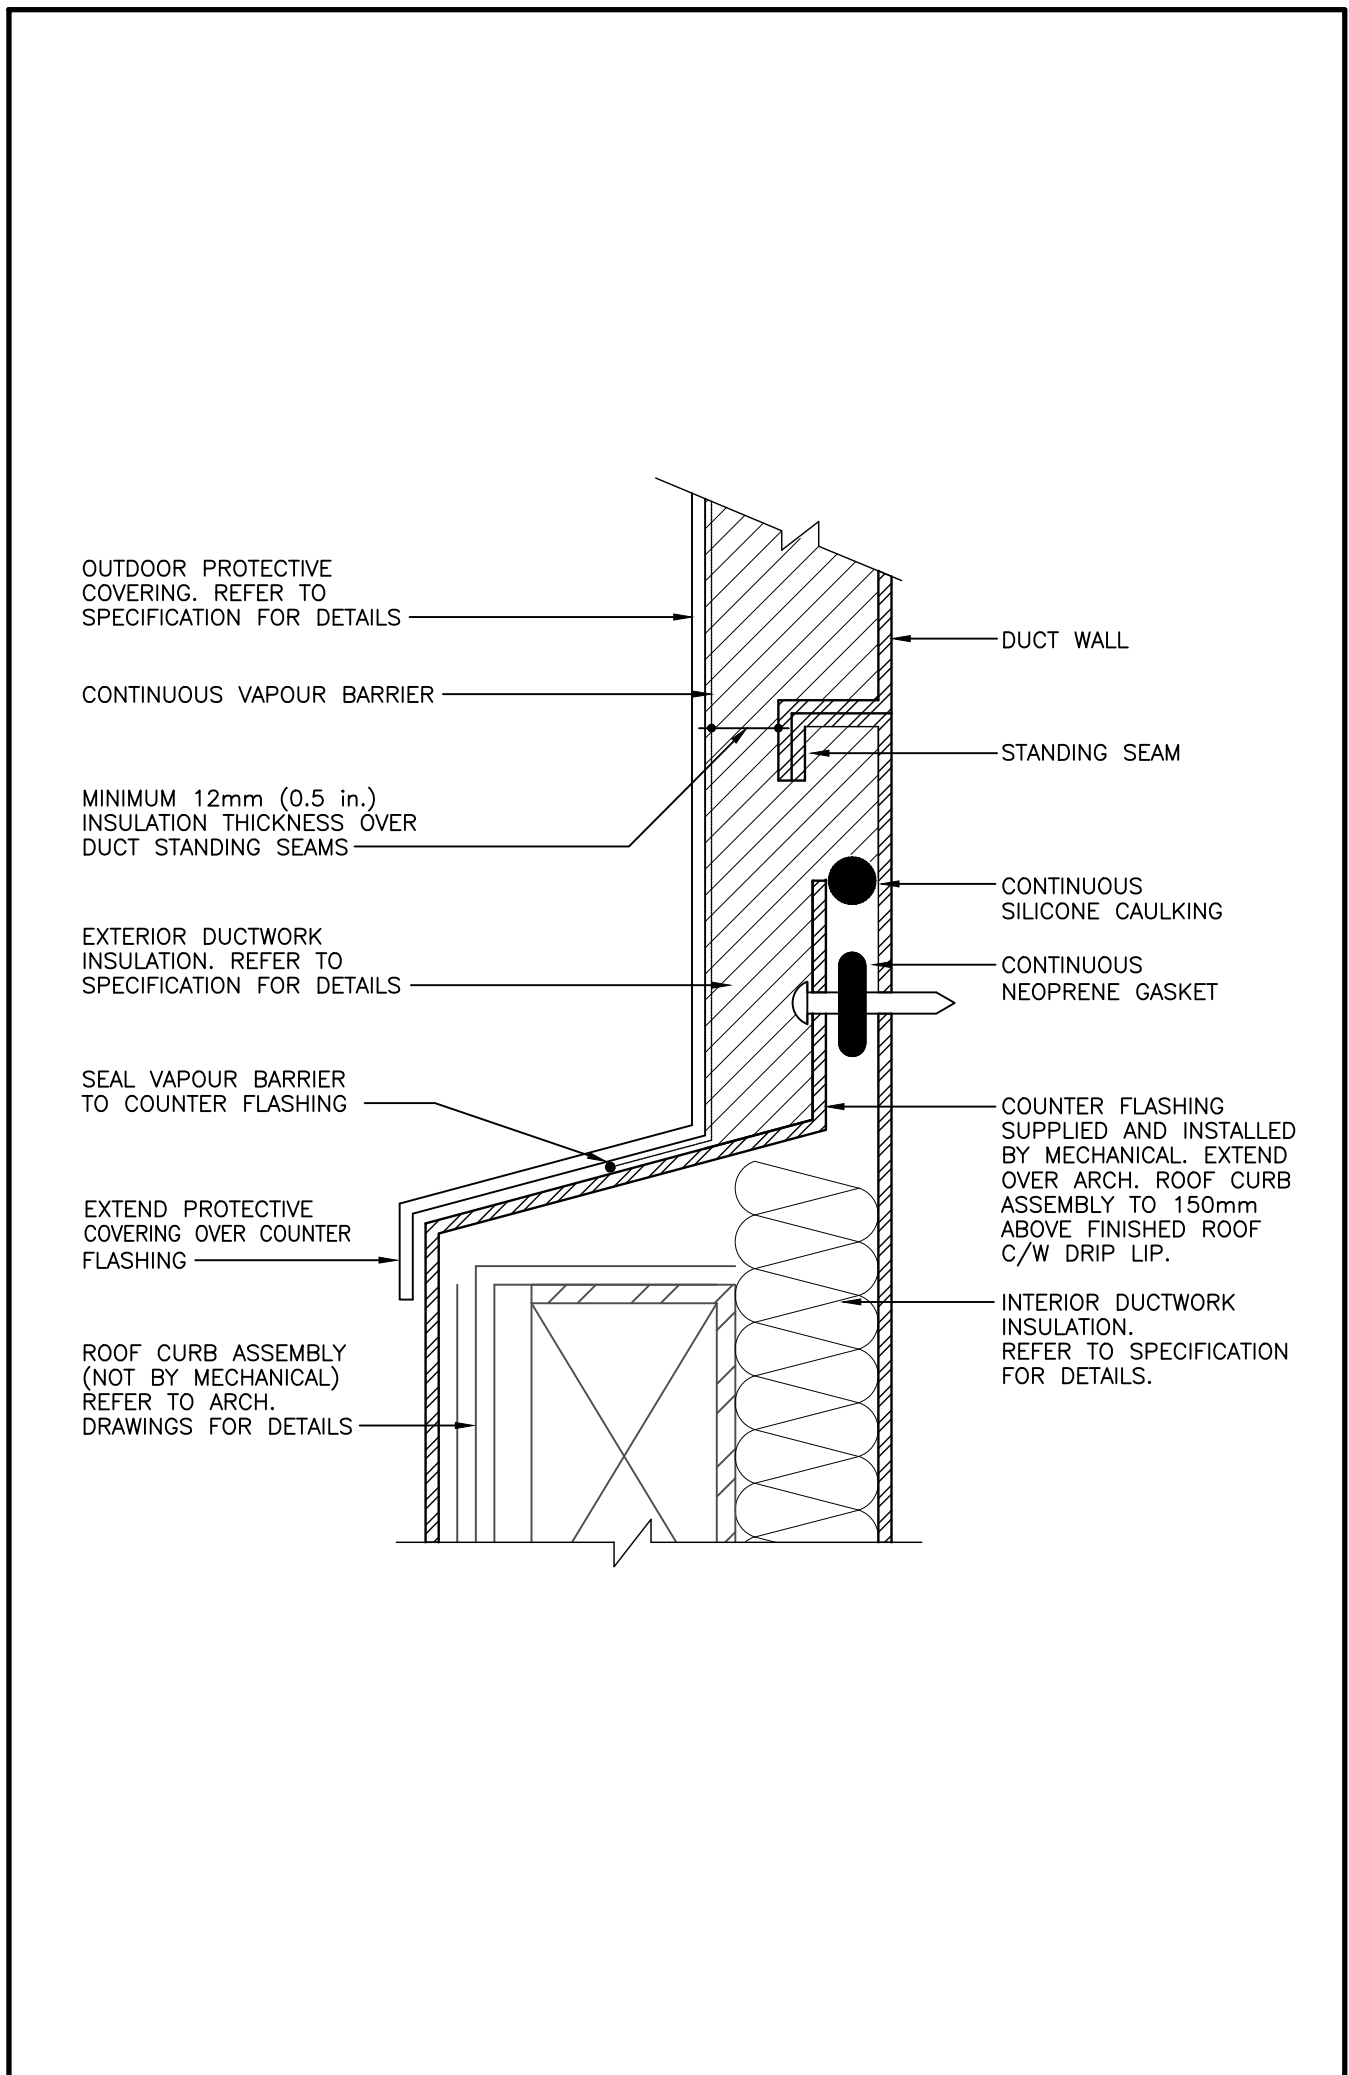 OUTDOOR PROTECTIVE
COVERING. REFER TO
SPECIFICATION FOR DETAILS
CONTINUOUS VAPOUR BARRIER
MINIMUM 12mm (0.5 in.)
INSULATION THICKNESS OVER
DUCT STANDING SEAMS
EXTERIOR DUCTWORK
INSULATION. REFER TO
SPECIFICATION FOR DETAILS
SEAL VAPOUR BARRIER
TO COUNTER FLASHING
EXTEND PROTECTIVE
COVERING OVER COUNTER
FLASHING
ROOF CURB ASSEMBLY
(NOT BY MECHANICAL)
REFER TO ARCH.
DRAWINGS FOR DETAILS
DUCT WALL
STANDING SEAM
CONTINUOUS
SILICONE CAULKING
CONTINUOUS
NEOPRENE GASKET
COUNTER FLASHING
SUPPLIED AND INSTALLED
BY MECHANICAL. EXTEND
OVER ARCH. ROOF CURB
ASSEMBLY TO 150mm
ABOVE FINISHED ROOF
C/W DRIP LIP.
INTERIOR DUCTWORK
INSULATION.
REFER TO SPECIFICATION
FOR DETAILS.